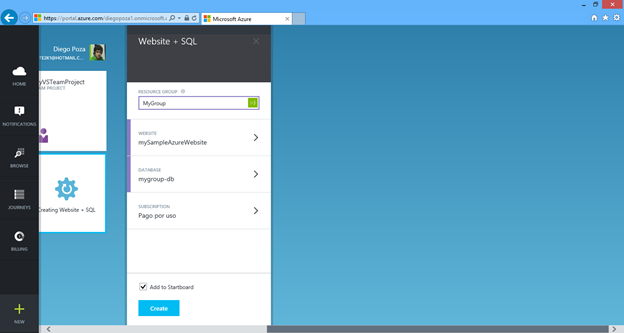 https://portal.azure.com/diegopoza1.onmicrosoft.c
Microsoft Azure
Website + SQL
Diego Poza
TE2K1@HOTMAIL.C...
HOME
yVSTeamProject
AM PROJECT
RESOURCE GROUP
MyGroup
NOTIFICATIONS
WEBSITE
mySampleAzureWebsite
BROWSE
DATABASE
mygroup-db
JOURNEYS
SUBSCRIPTION
Pago por uso
Creating Website + SQL
BILLING
Add to Startboard
Create
NEW